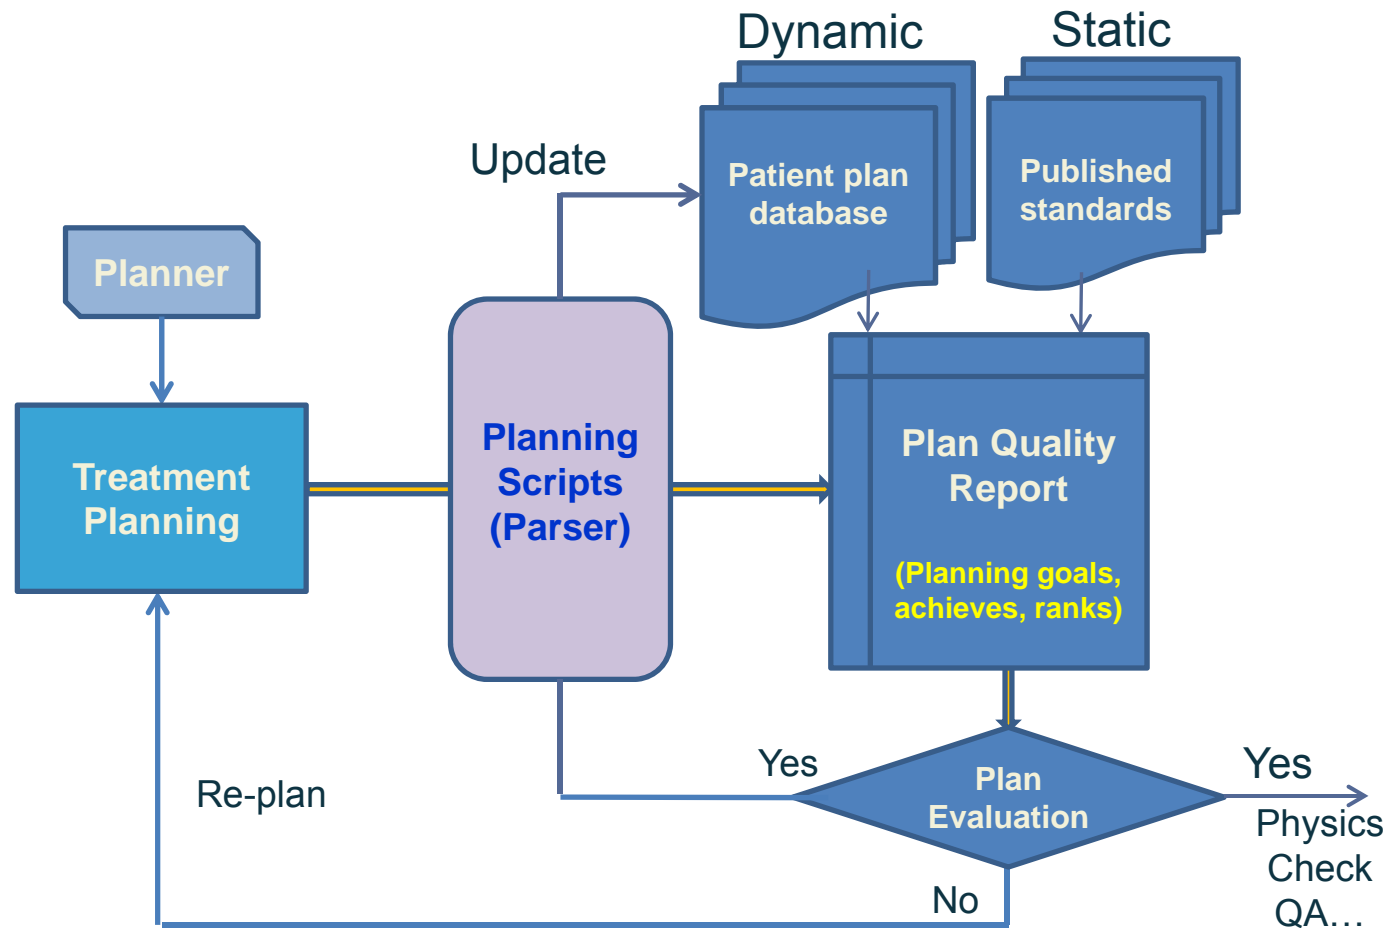 Dynamic
Static
Update
Patient plan
database
Published
standards
Planner
Treatment
Planning
Planning
Scripts
(Parser)
Plan Quality
Report
(Planning goals,
achieves, ranks)
Yes
Plan
Evaluation
Yes
Physics
Check
QA...
Re-plan
No